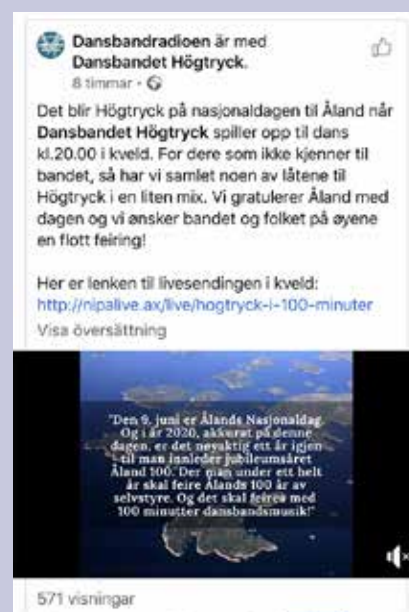 Dansbandradioen är med
Dansbandet Högtryck.
8 timmar ·
Det blir Högtryck på nasjonaldagen til Åland når
Dansbandet Högtryck spiller opp til dans
kl.20.00 i kveld. For dere som ikke kjenner til
bandet, så har vi samlet noen av låtene til
Högtryck i en liten mix. Vi gratulerer Åland med
dagen og vi ønsker bandet og folket på øyene
en flott feiring!
Her er lenken til livesendingen i kveld:
http://nipalive.ax/live/hogtryck-i-100-minuter
Visa översättning
"Den 9. juni er Ålands Nasjonaldag.
Og i år 2020, akkurat på denne
dagen, er det nøyaktig ett år igjen
til man innleder jubileumsåret
Åland 100. Der man under ett helt
år skal feire Ålands 100 år av
selvstyre. Og det skal feires med
100 minutter dansbandsmusik!"
571 visningar